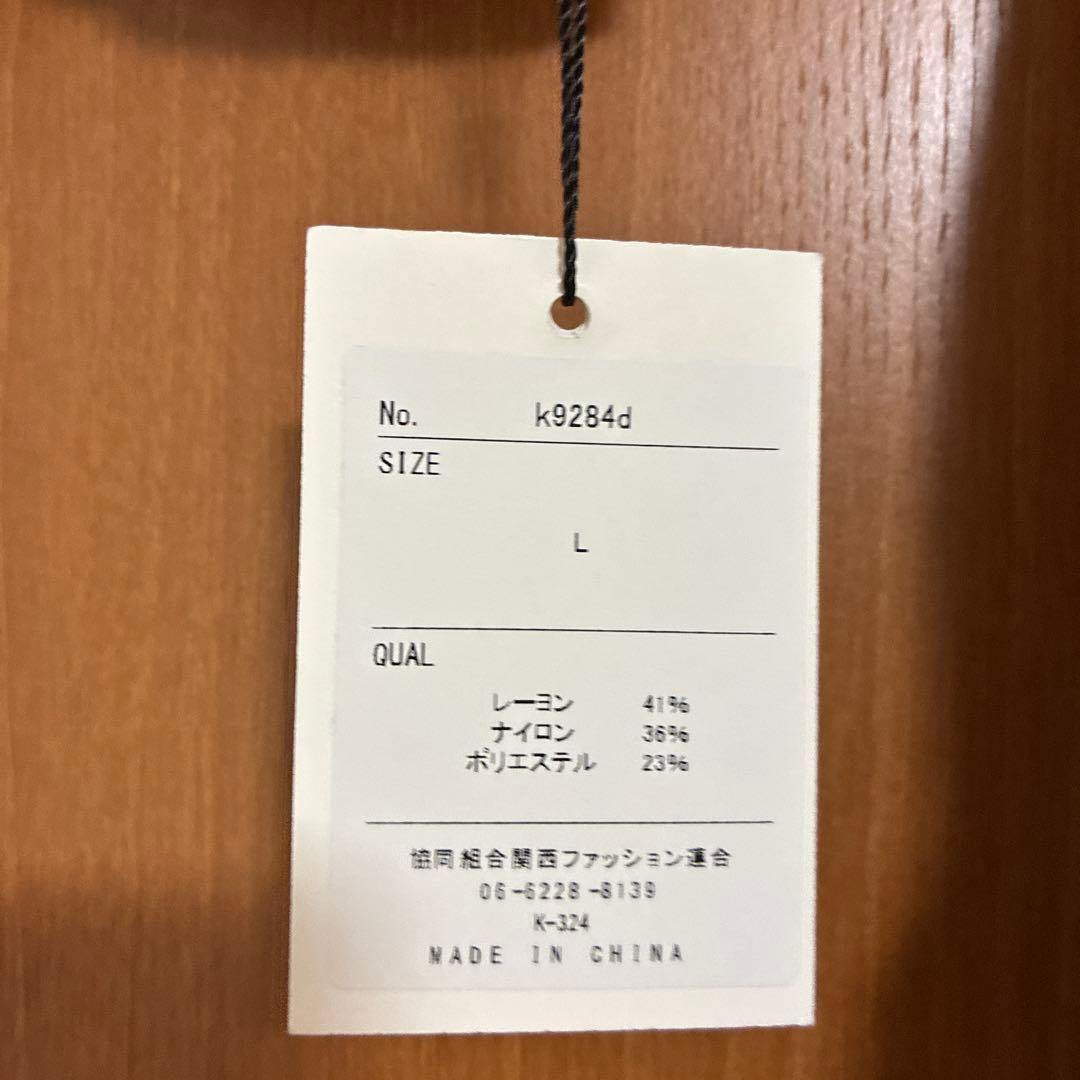 No. k9284d
SIZE
L
QUAL
レーヨン 41%
ナイロン 36%
ポリエステル 23%
協同組合関西ファッション連合
06-6228-8139
K-324
MADE IN CHINA